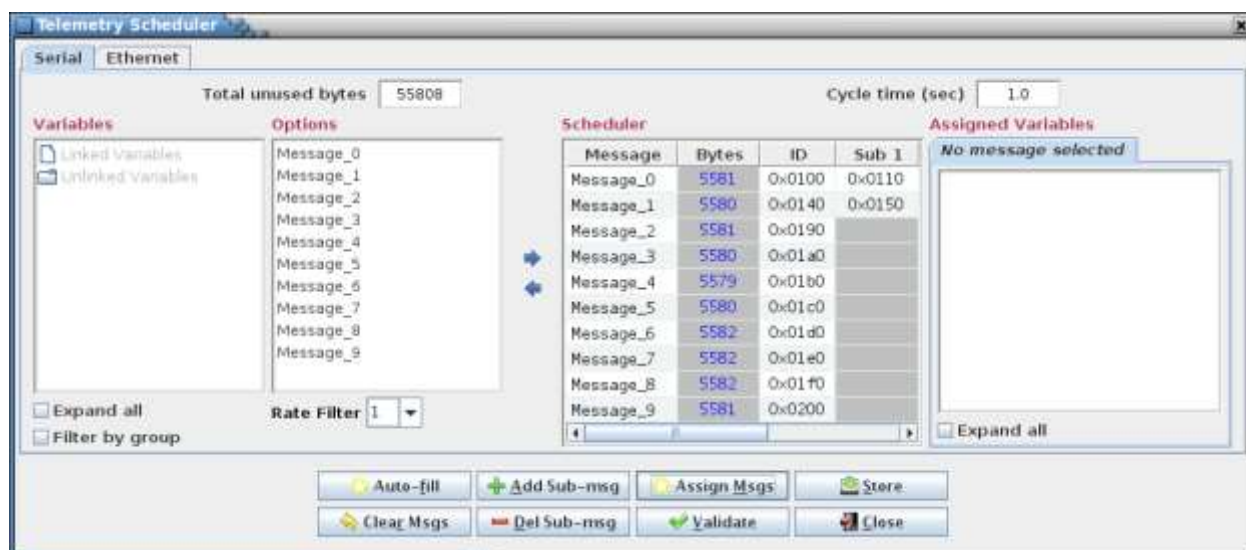 Telemetry Scheduler
Serial Ethernet
Total unused bytes 55808 Cycle time (sec) 1.0
Variables Options Scheduler Assigned Variables
Linked Variables
Unlinked Variables
Message_0
Message_1
Message_2
Message_3
Message_4
Message_5
Message_6
Message_7
Message_8
Message_9
Message Bytes ID Sub 1
Message_0 5581 0x0100 0x0110
Message_1 5580 0x0140 0x0150
Message_2 5581 0x0190
Message_3 5580 0x01a0
Message_4 5579 0x01b0
Message_5 5580 0x01c0
Message_6 5582 0x01d0
Message_7 5582 0x01e0
Message_8 5582 0x01f0
Message_9 5581 0x0200
No message selected
Expand all
Filter by group
Rate Filter 1
Expand all
Auto-fill Add Sub-msg Assign Msgs Store
Clear Msgs Del Sub-msg Validate Close